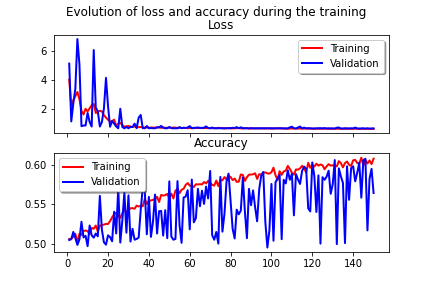 Evolution of loss and accuracy during the training
Loss
6
4
2
Training
Validation
Accuracy
0.60
0.55
0.50
Training
Validation
0 20 40 60 80 100 120 140